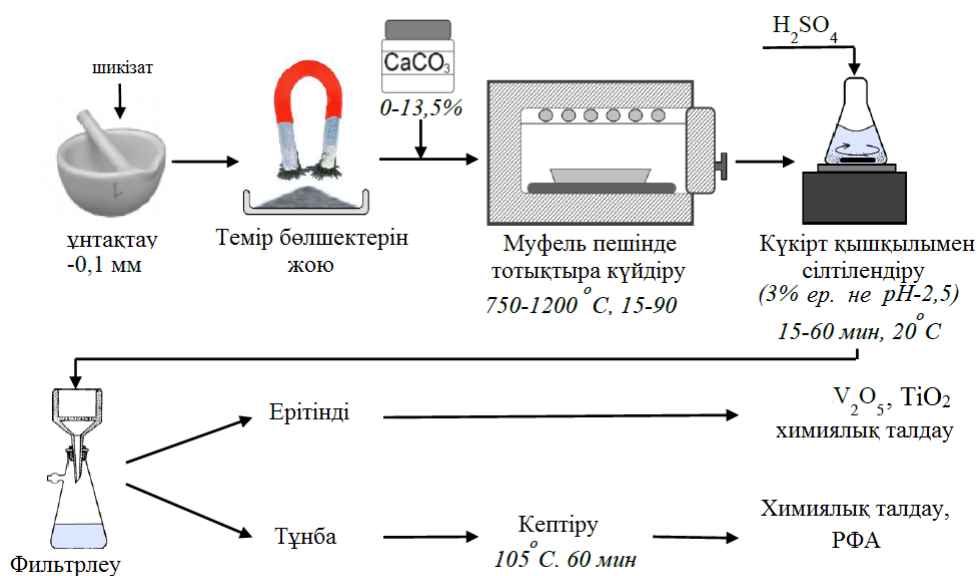 шикізат
ұнтақтау
-0,1 мм
Темір бөлшектерін
жою
CaCO₃
0-13,5%
Муфель пешінде
тотықтыра күйдіру
750-1200°C, 15-90
H₂SO₄
Күкірт қышқылымен
сілтілендіру
(3% ер. не pH-2,5)
15-60 мин, 20°C
Фильтрлеу
Ерітінді
V₂O₅, TiO₂
химиялық талдау
Тұнба
Кептіру
105°C. 60 мин
Химиялық талдау,
РФА